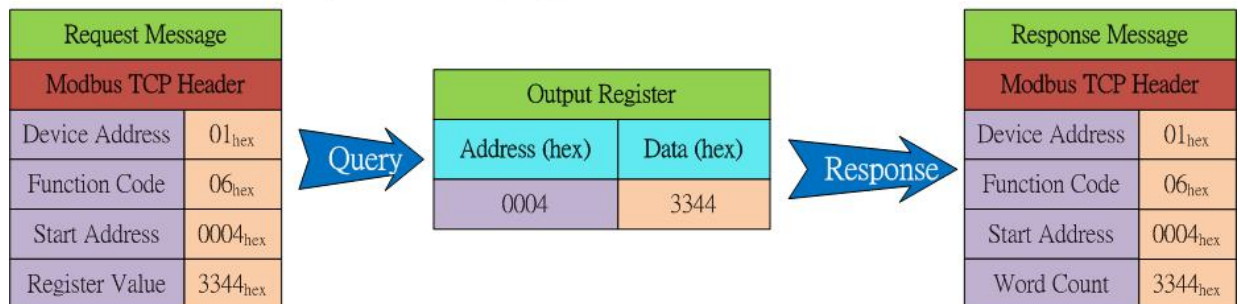 Request Message
Modbus TCP Header
Device Address 01hex
Function Code 06hex
Start Address 0004hex
Register Value 3344hex
Query
Output Register
Address (hex) Data (hex)
0004 3344
Response
Response Message
Modbus TCP Header
Device Address 01hex
Function Code 06hex
Start Address 0004hex
Word Count 3344hex